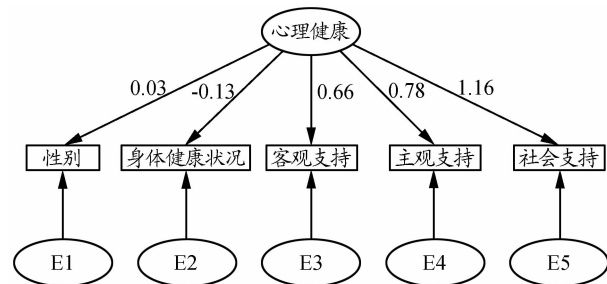 心理健康
0.03
-0.13
0.66
0.78
1.16
性别
身体健康状况
客观支持
主观支持
社会支持
E1
E2
E3
E4
E5